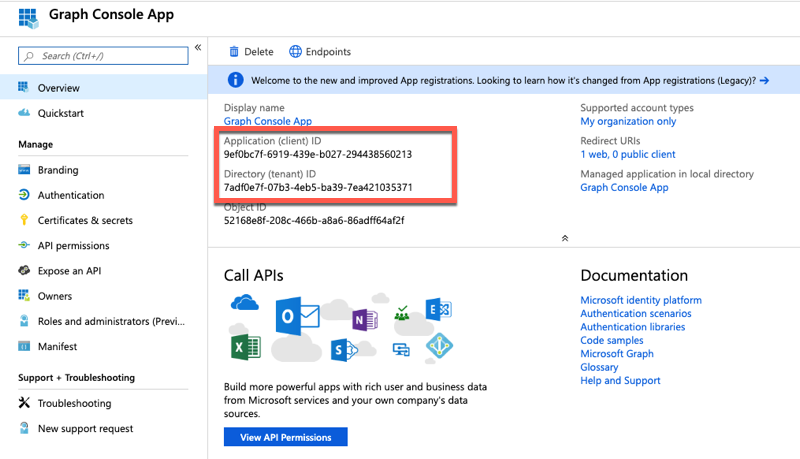 Graph Console App
Search (Ctrl+/)
«
Overview
Quickstart
Manage
Branding
Authentication
Certificates & secrets
API permissions
Expose an API
Owners
Roles and administrators (Previ...
Manifest
Support + Troubleshooting
Troubleshooting
New support request
Delete
Endpoints
Welcome to the new and improved App registrations. Looking to learn how it's changed from App registrations (Legacy)? →
Display name
Graph Console App
Application (client) ID
9ef0bc7f-6919-439e-b027-294438560213
Directory (tenant) ID
7adf0e7f-07b3-4eb5-ba39-7ea421035371
Object ID
52168e8f-208c-466b-a8a6-86adff64af2f
Supported account types
My organization only
Redirect URIs
1 web, 0 public client
Managed application in local directory
Graph Console App
Call APIs
Build more powerful apps with rich user and business data
from Microsoft services and your own company's data
sources.
View API Permissions
Documentation
Microsoft identity platform
Authentication scenarios
Authentication libraries
Code samples
Microsoft Graph
Glossary
Help and Support